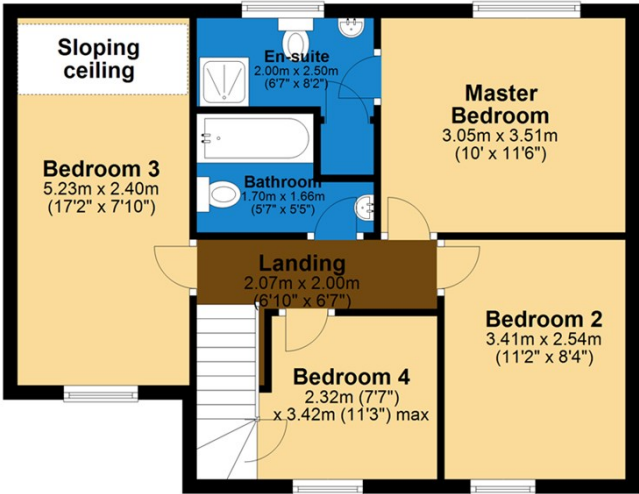 Sloping
ceiling
En-suite
2.00m x 2.50m
(6'7" x 8'2")
Master
Bedroom
3.05m x 3.51m
(10' x 11'6")
Bedroom 3
5.23m x 2.40m
(17'2" x 7'10")
Bathroom
1.70m x 1.66m
(5'7" x 5'5")
Landing
2.07m x 2.00m
(6'10" x 6'7")
Bedroom 2
3.41m x 2.54m
(11'2" x 8'4")
Bedroom 4
2.32m (7'7")
x 3.42m (11'3") max